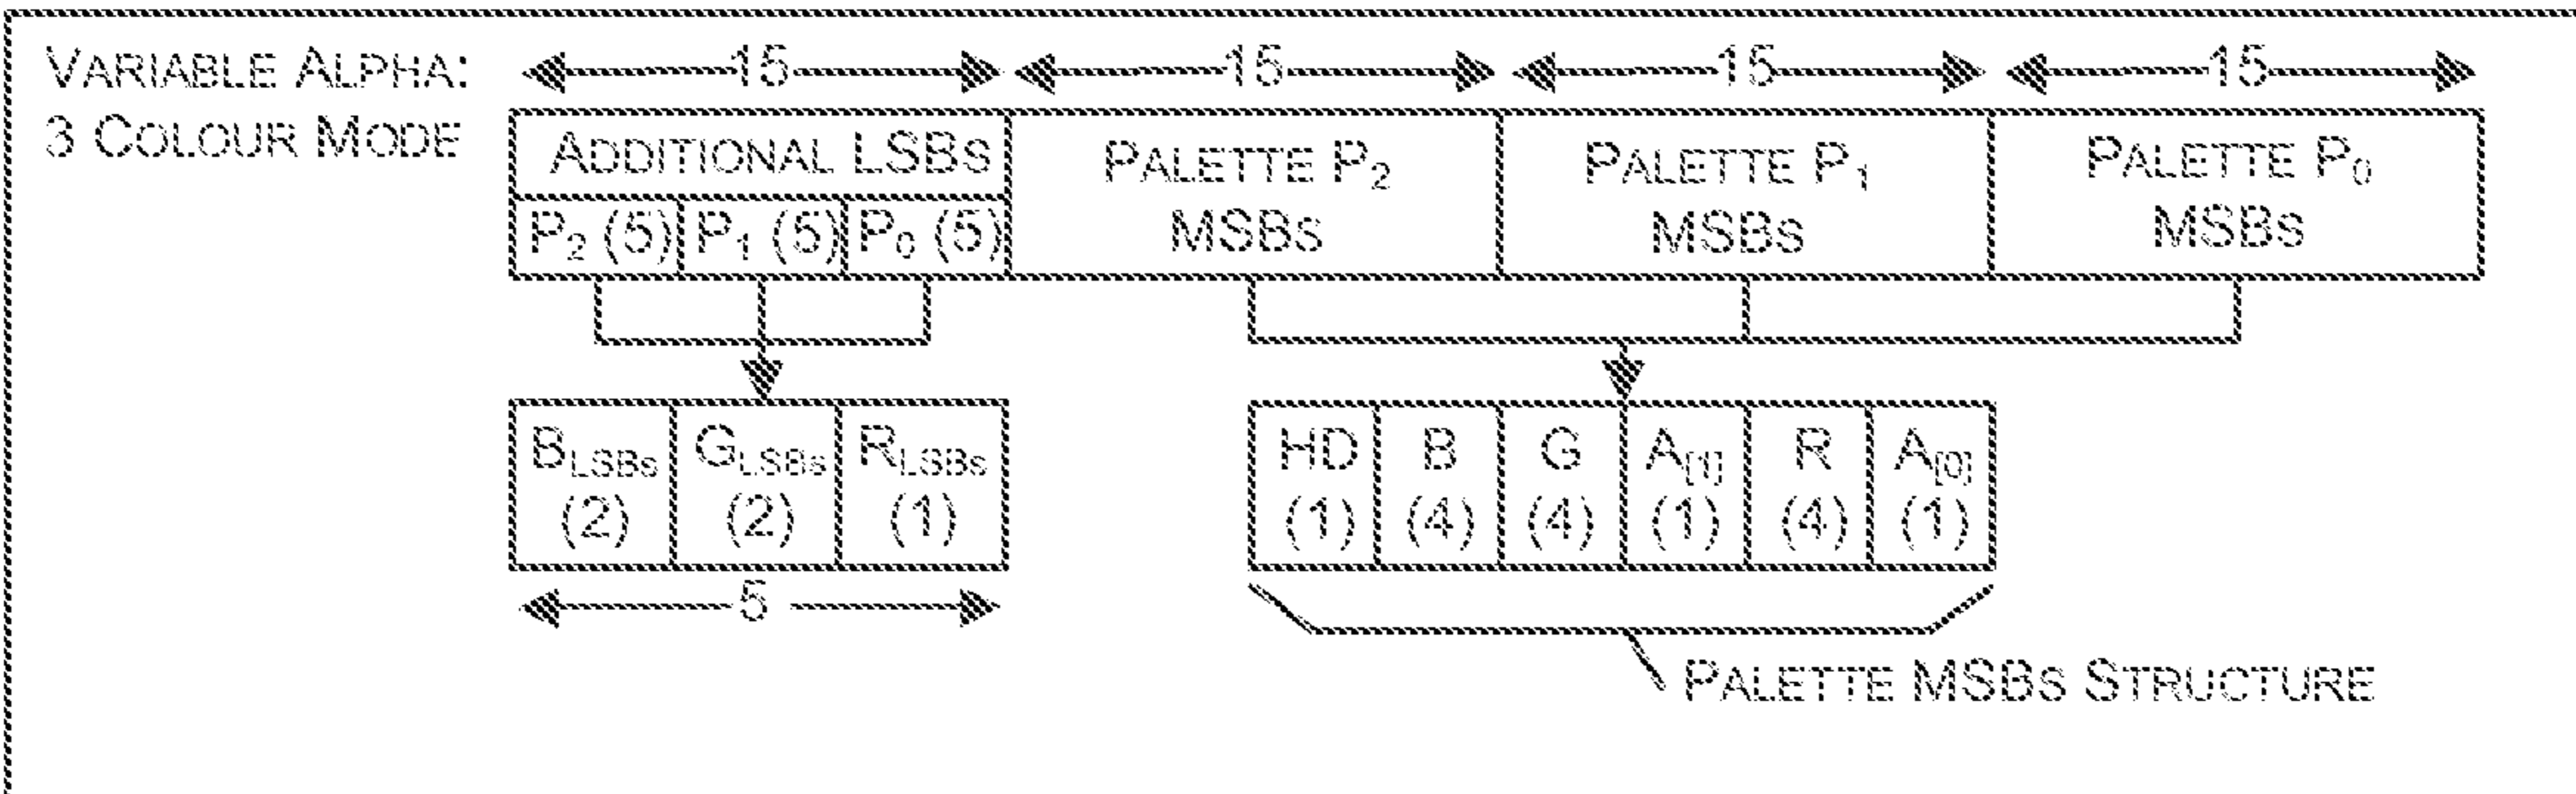 VARIABLE ALPHA: 15 15 15 15
3 COLOUR MODE
ADDITIONAL LSBs PALETTE P2 PALETTE P1 PALETTE P0
P2 (5) P1 (5) P0 (5) MSBs MSBs MSBs
BLSBs GLSBs RLSBs HD B G A[1] R A[0]
(2) (2) (1) (1) (4) (4) (1) (4) (1)
5
PALETTE MSBs STRUCTURE